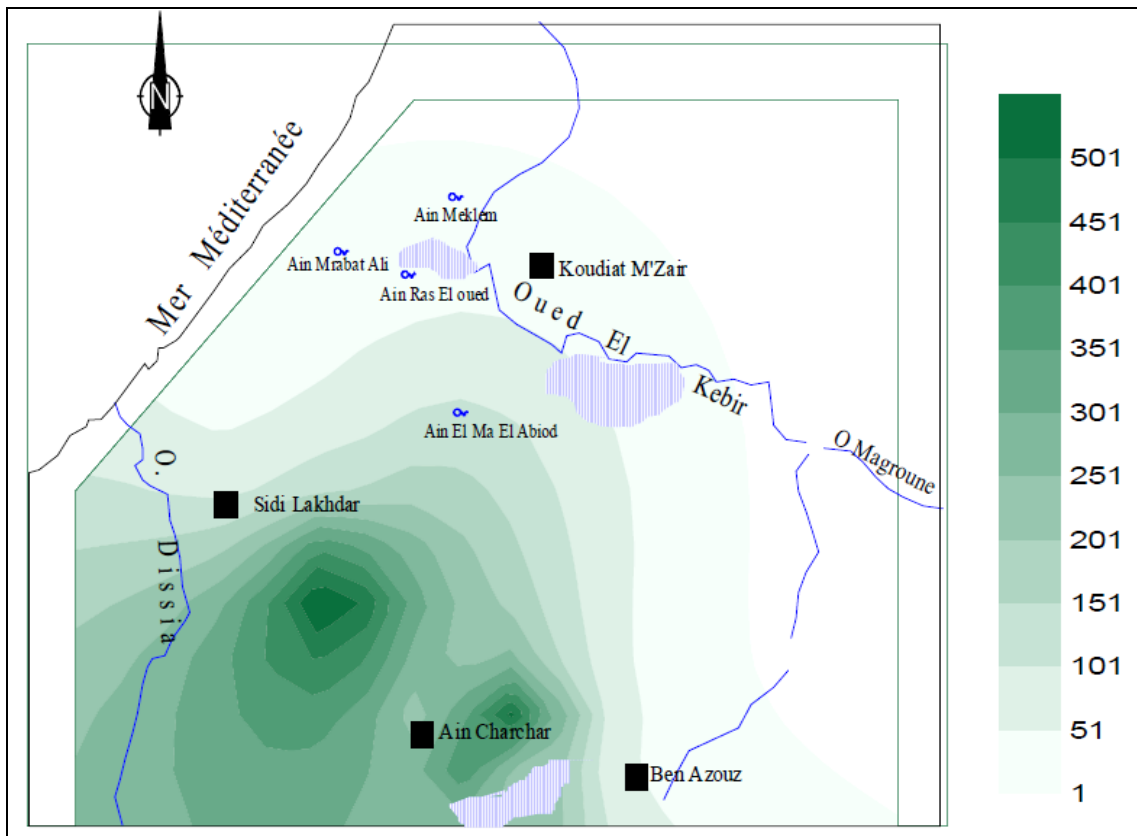 N
Mer Méditerranée
Ain Meklem
Ain Mrabat Ali
Koudiat M'Zair
Ain Ras El oued
Oued El Kebir
Ain El Ma El Abiod
O Magroune
Sidi Lakhdar
O. Dissia
Ain Charchar
Ben Azouz
501
451
401
351
301
251
201
151
101
51
1